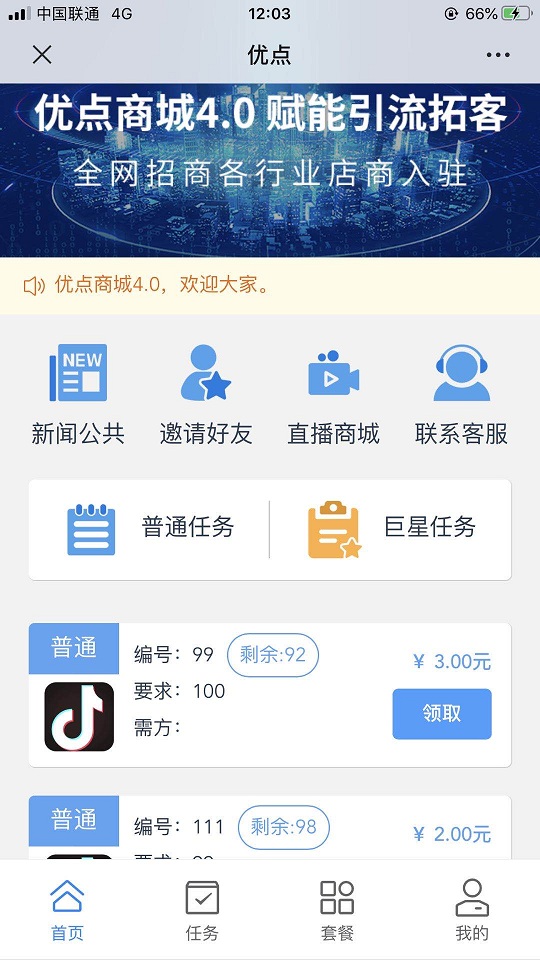 中国联通 4G 12:03 66%
优点
优点商城4.0 赋能引流拓客
全网招商各行业店商入驻
优点商城4.0，欢迎大家。
NEW
新闻公共 邀请好友 直播商城 联系客服
普通任务 巨星任务
普通 编号：99 剩余:92
¥ 3.00元
要求：100
领取
需方：
普通 编号：111 剩余:98
¥ 2.00元
首页 任务 套餐 我的